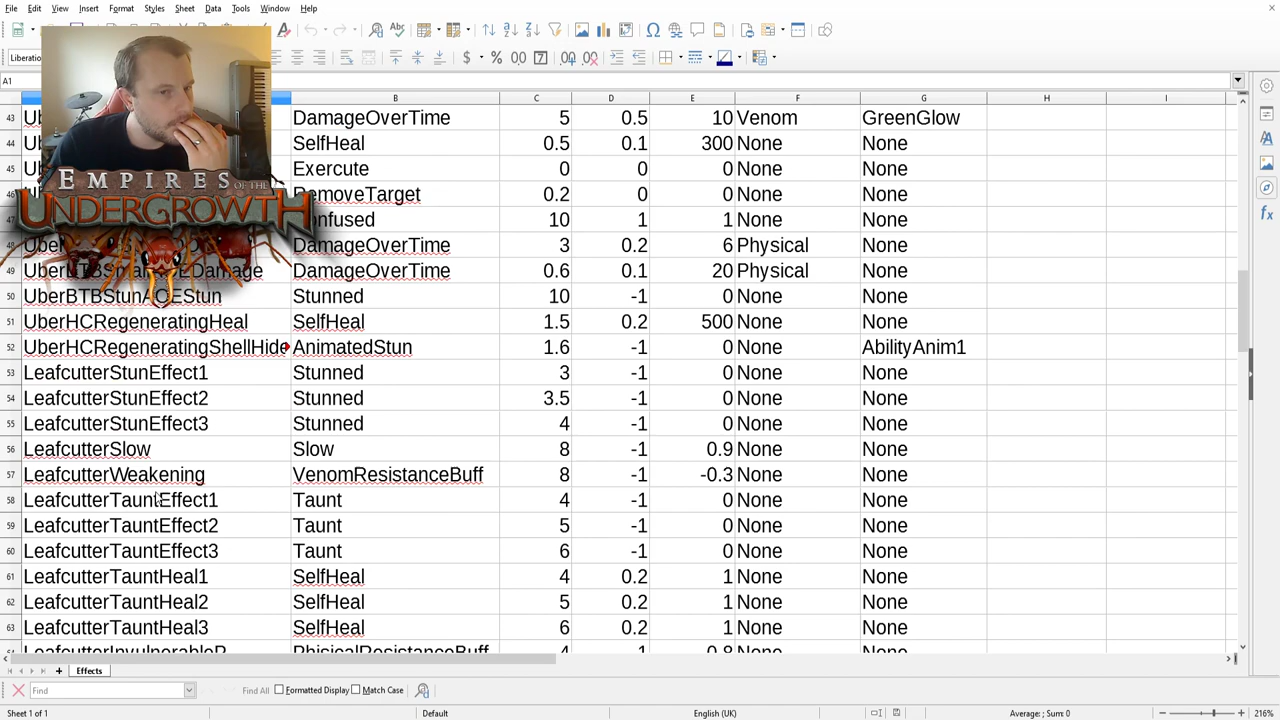 File Edit View Insert Format Styles Sheet Data Tools Window Help
A1
B C D E F G H I
43 DamageOverTime 5 0.5 10 Venom GreenGlow
44 SelfHeal 0.5 0.1 300 None None
Exercute 0 0 0 None None
RemoveTarget 0.2 0 0 None None
10 1 1 None None
DamageOverTime 3 0.2 6 Physical None
DamageOverTime 0.6 0.1 20 Physical None
50 UberBTBStunAOEStun Stunned 10 -1 0 None None
51 UberHCRegeneratingHeal SelfHeal 1.5 0.2 500 None None
52 UberHCRegeneratingShellHide AnimatedStun 1.6 -1 0 None AbilityAnim1
53 LeafcutterStunEffect1 Stunned 3 -1 0 None None
54 LeafcutterStunEffect2 Stunned 3.5 -1 0 None None
55 LeafcutterStunEffect3 Stunned 4 -1 0 None None
56 LeafcutterSlow Slow 8 -1 0.9 None None
57 LeafcutterWeakening VenomResistanceBuff 8 -1 -0.3 None None
58 LeafcutterTauntEffect1 Taunt 4 -1 0 None None
59 LeafcutterTauntEffect2 Taunt 5 -1 0 None None
60 LeafcutterTauntEffect3 Taunt 6 -1 0 None None
61 LeafcutterTauntHeal1 SelfHeal 4 0.2 1 None None
62 LeafcutterTauntHeal2 SelfHeal 5 0.2 1 None None
63 LeafcutterTauntHeal3 SelfHeal 6 0.2 1 None None
EMPIRES OF THE
UNDERGROWTH
Effects
Find Find All Formatted Display Match Case
Sheet 1 of 1 Default English (UK) Average: ; Sum: 0 216%